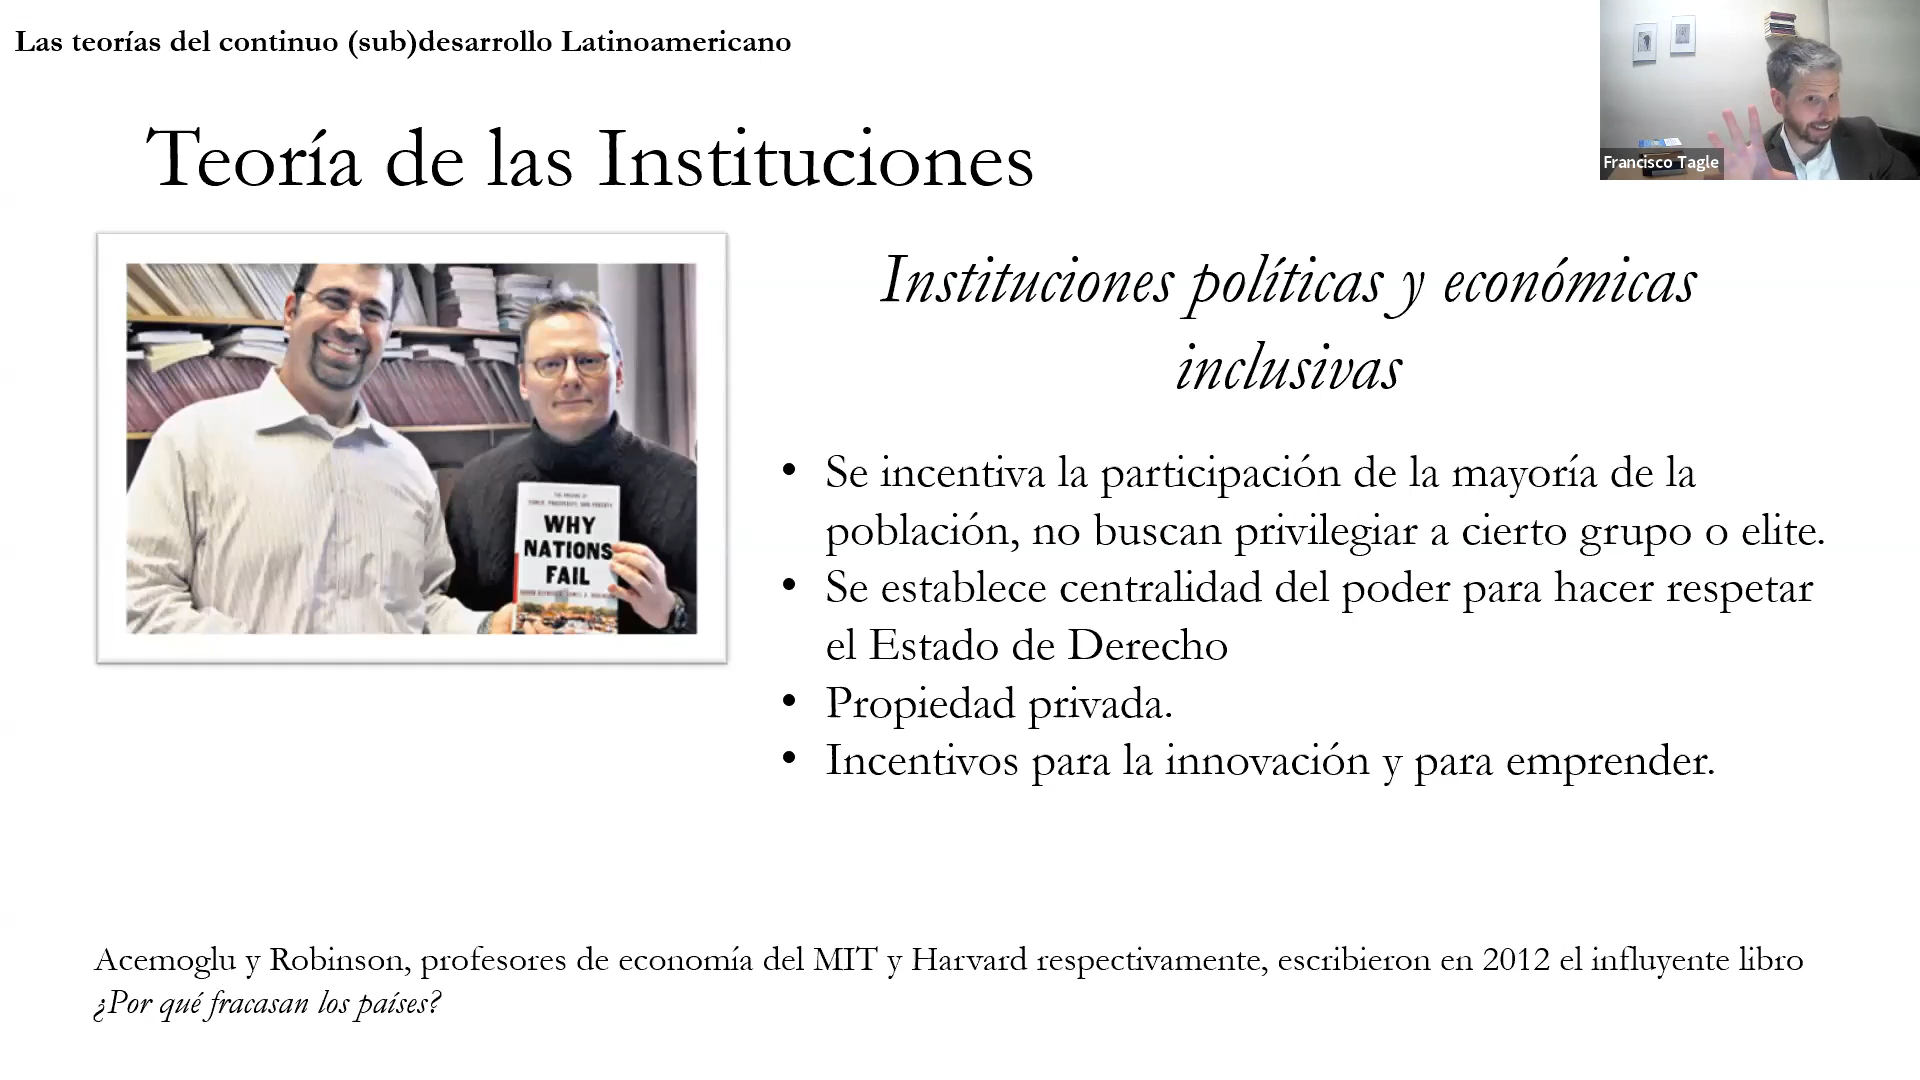 Las teorías del continuo (sub)desarrollo Latinoamericano
Francisco Tagle
Teoría de las Instituciones
WHY
NATIONS
FAIL
Instituciones políticas y económicas
inclusivas
• Se incentiva la participación de la mayoría de la
población, no buscan privilegiar a cierto grupo o elite.
• Se establece centralidad del poder para hacer respetar
el Estado de Derecho
• Propiedad privada.
• Incentivos para la innovación y para emprender.
Acemoglu y Robinson, profesores de economía del MIT y Harvard respectivamente, escribieron en 2012 el influyente libro
¿Por qué fracasan los países?